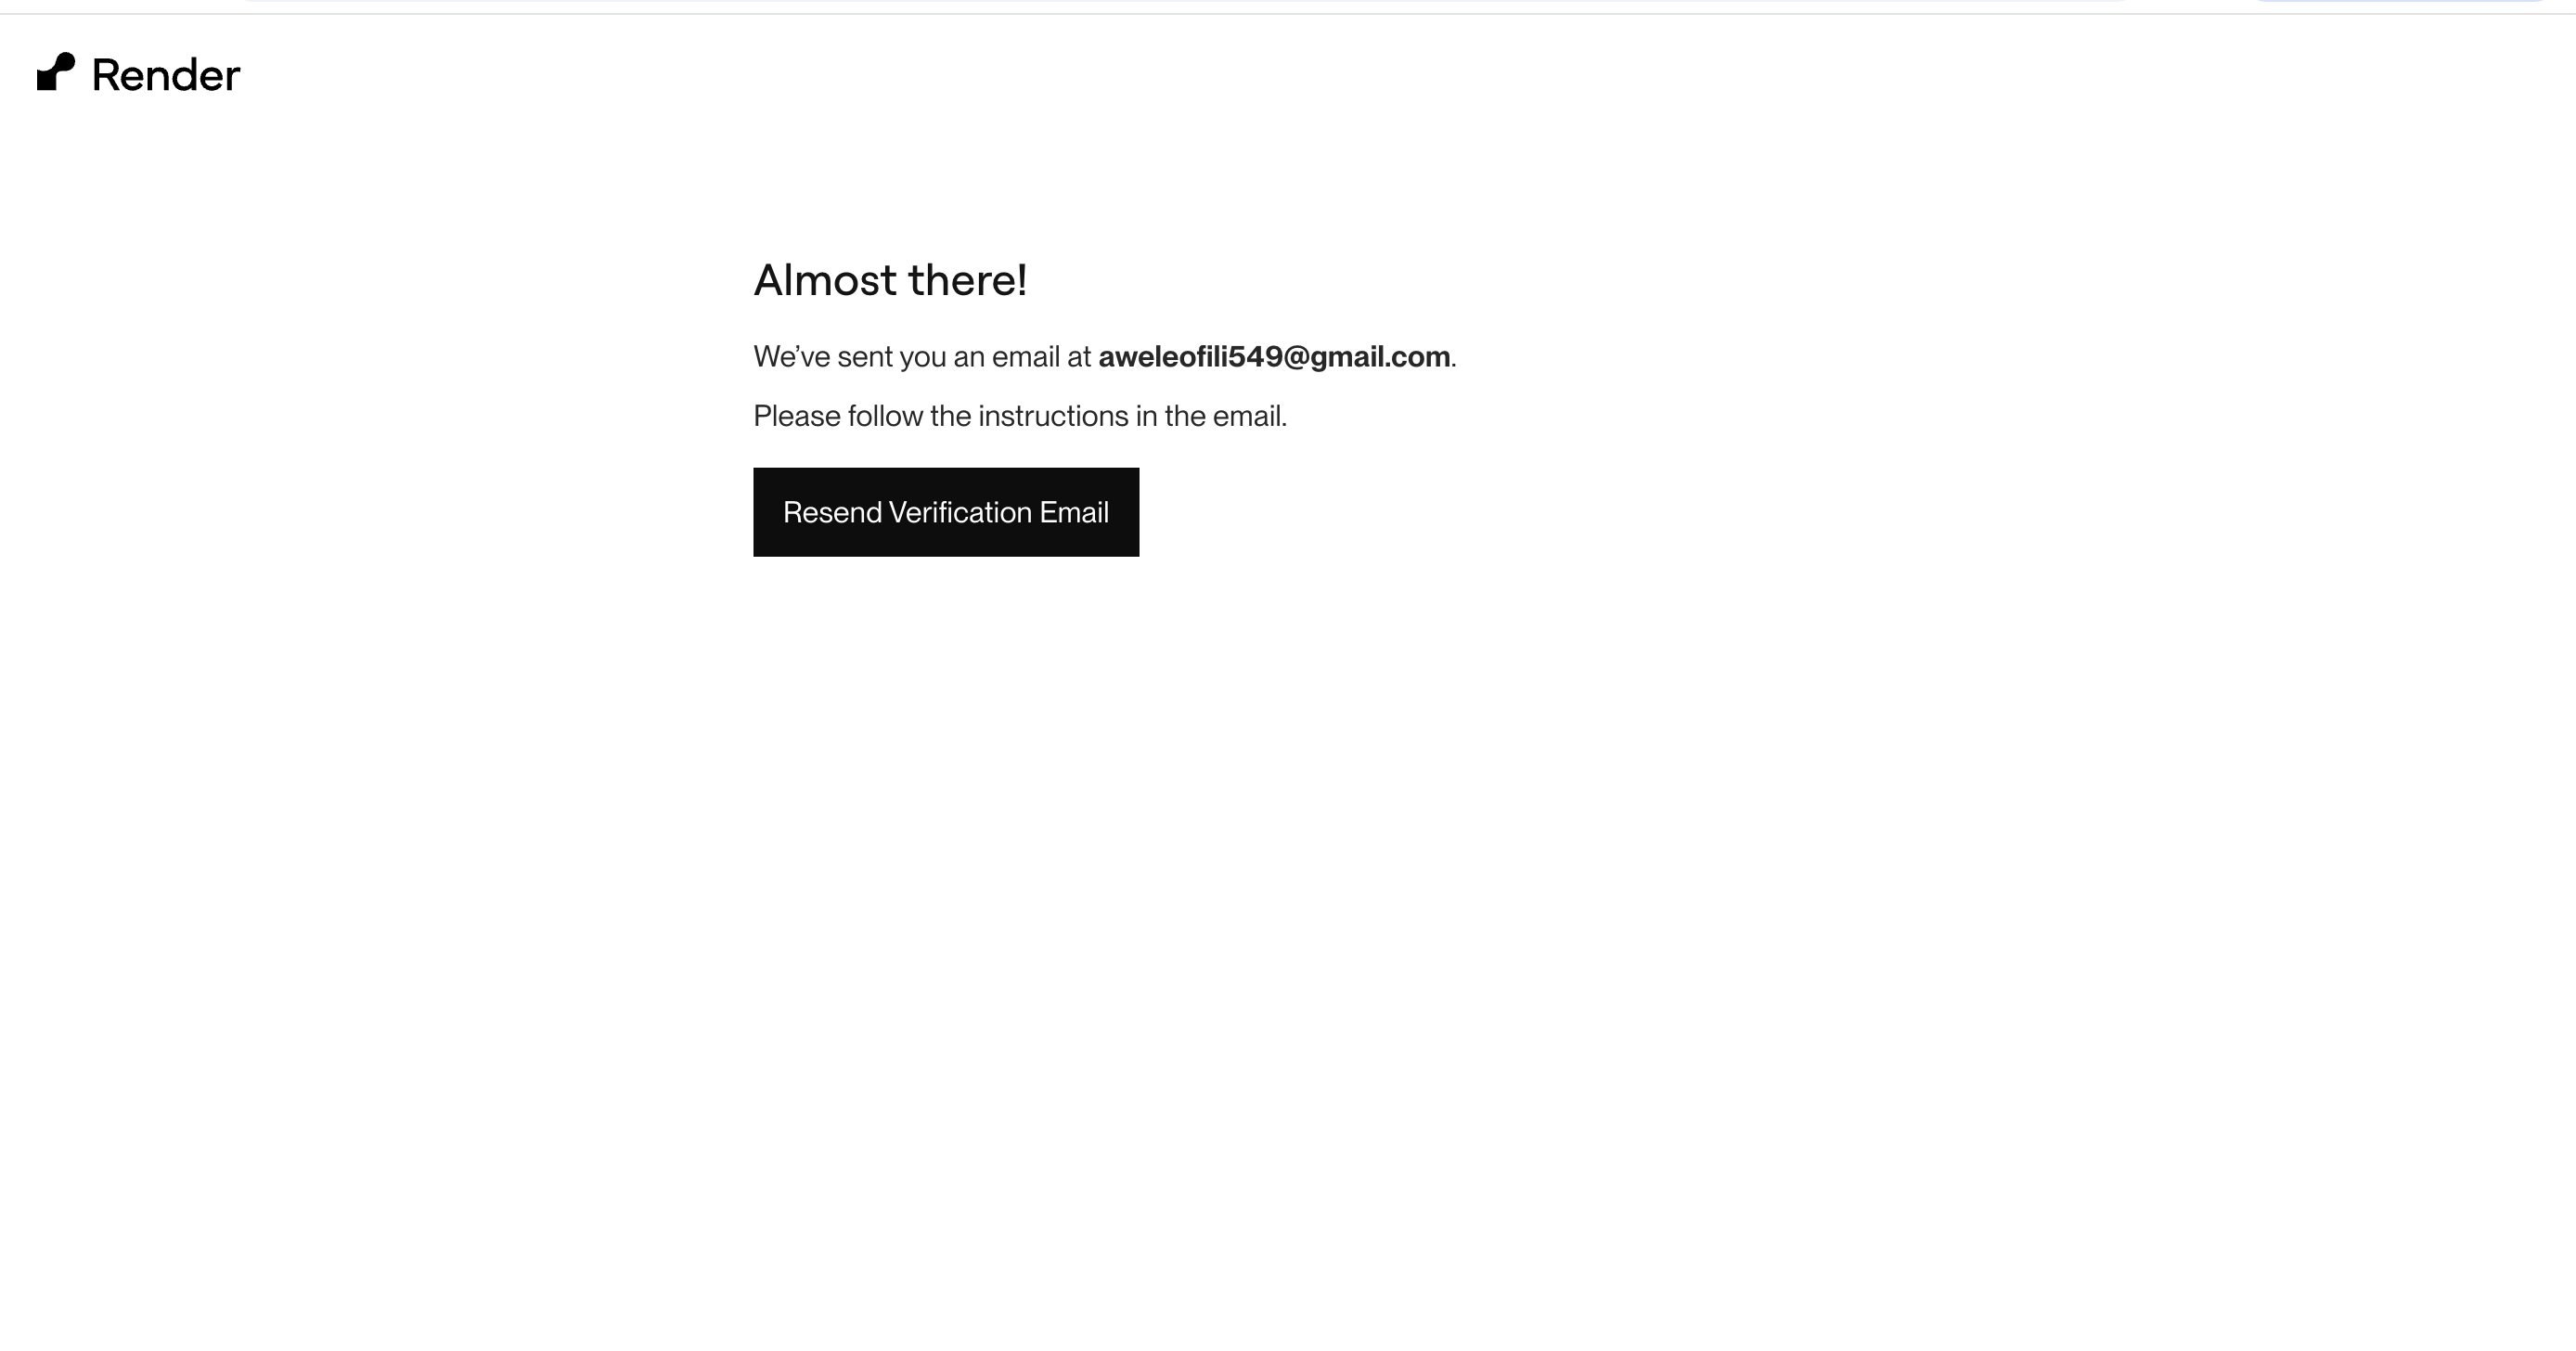 Render
Almost there!
We’ve sent you an email at aweleofili549@gmail.com.
Please follow the instructions in the email.
Resend Verification Email